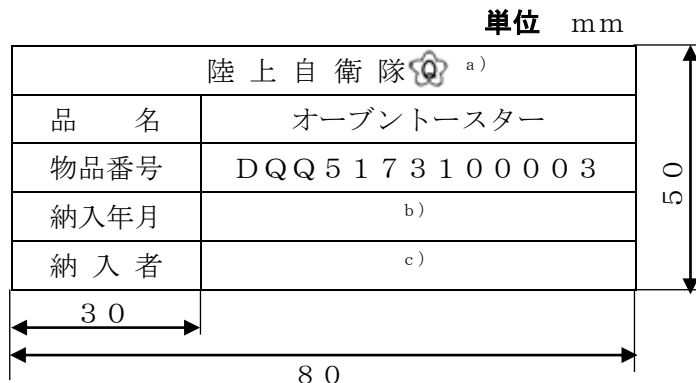 単位　ｍｍ
陸 上 自 衛 隊 Q ａ）
品　　名　オーブントースター
物品番号　ＤＱＱ５１７３１００００３
納入年月　ｂ）
納 入 者　ｃ）
５０
３０
８０